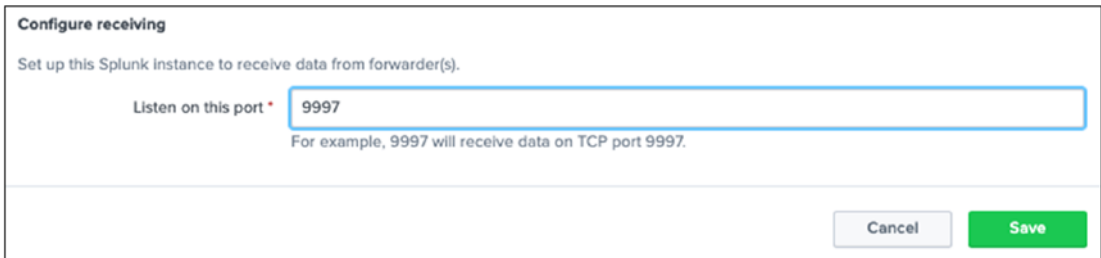 Configure receiving
Set up this Splunk instance to receive data from forwarder(s).
Listen on this port * 9997
For example, 9997 will receive data on TCP port 9997.
Cancel Save